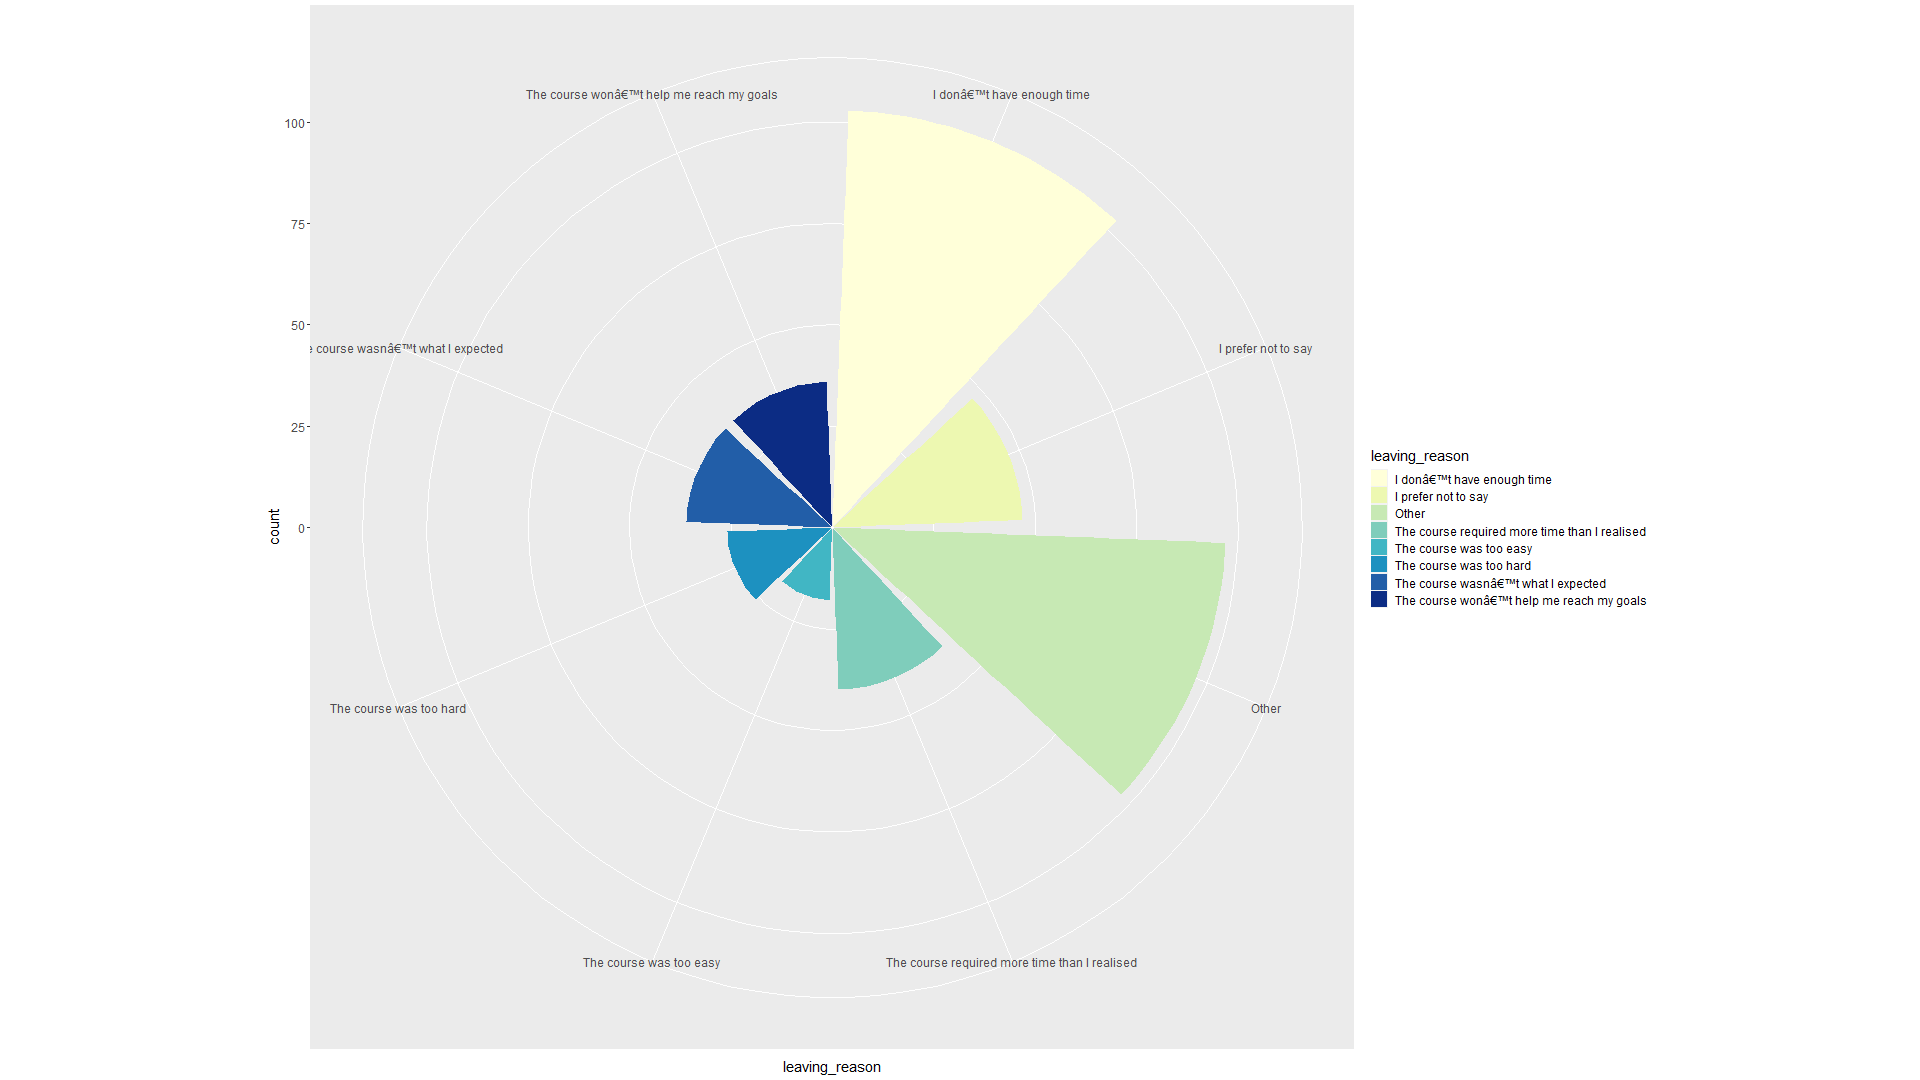 The course wonâ€™t help me reach my goals
I donâ€™t have enough time
100
75
50
course wasnâ€™t what I expected
I prefer not to say
25
count
0
leaving_reason
I donâ€™t have enough time
I prefer not to say
Other
The course required more time than I realised
The course was too easy
The course was too hard
The course wasnâ€™t what I expected
The course wonâ€™t help me reach my goals
The course was too hard
Other
The course was too easy
The course required more time than I realised
leaving_reason